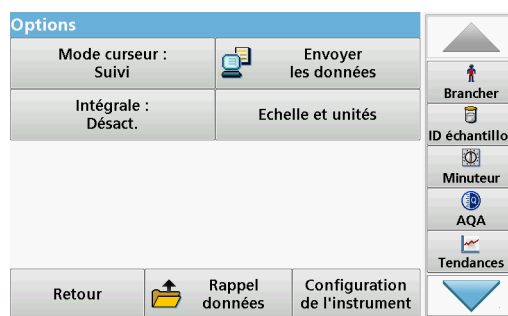 Options
Mode curseur :
Suivi
Envoyer
les données
Intégrale :
Désact.
Echelle et unités
Retour
Rappel
données
Configuration
de l'instrument
Brancher
ID échantillo
Minuteur
AQA
Tendances